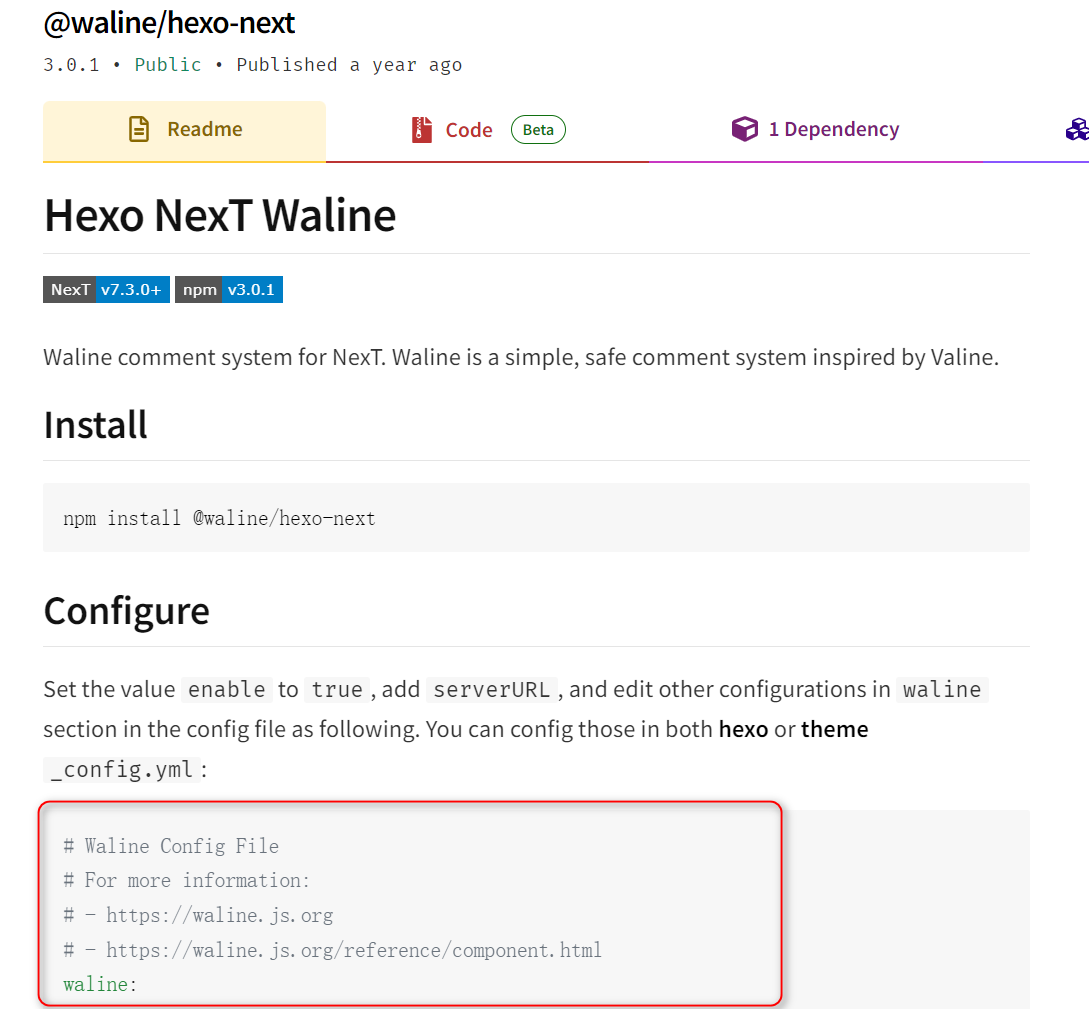 @waline/hexo-next
3.0.1 • Public • Published a year ago
Readme
Code Beta
1 Dependency
Hexo NexT Waline
NexT v7.3.0+ npm v3.0.1
Waline comment system for NexT. Waline is a simple, safe comment system inspired by Valine.
Install
npm install @waline/hexo-next
Configure
Set the value enable to true, add serverURL, and edit other configurations in waline
section in the config file as following. You can config those in both hexo or theme
_config.yml:
# Waline Config File
# For more information:
# - https://waline.js.org
# - https://waline.js.org/reference/component.html
waline: